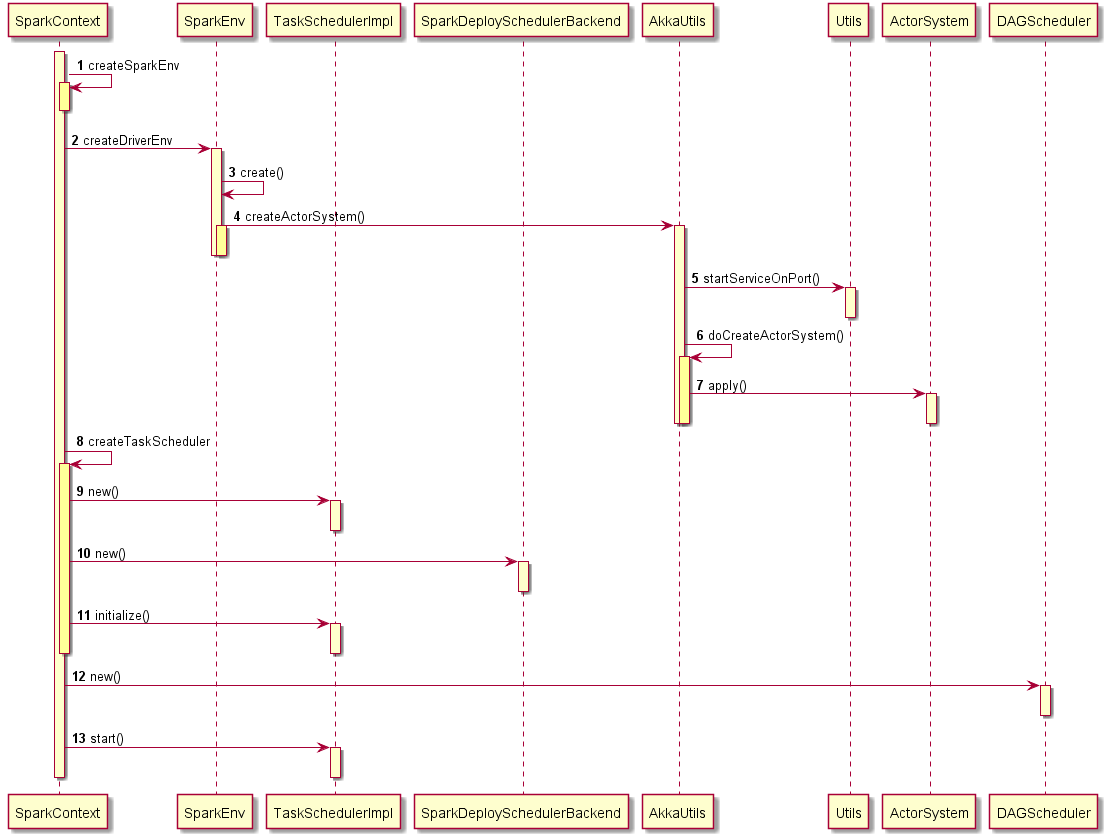 SparkContext SparkEnv TaskSchedulerImpl SparkDeploySchedulerBackend AkkaUtils Utils ActorSystem DAGScheduler
1 createSparkEnv
2 createDriverEnv
3 create()
4 createActorSystem()
5 startServiceOnPort()
6 doCreateActorSystem()
7 apply()
8 createTaskScheduler
9 new()
10 new()
11 initialize()
12 new()
13 start()
SparkContext SparkEnv TaskSchedulerImpl SparkDeploySchedulerBackend AkkaUtils Utils ActorSystem DAGScheduler